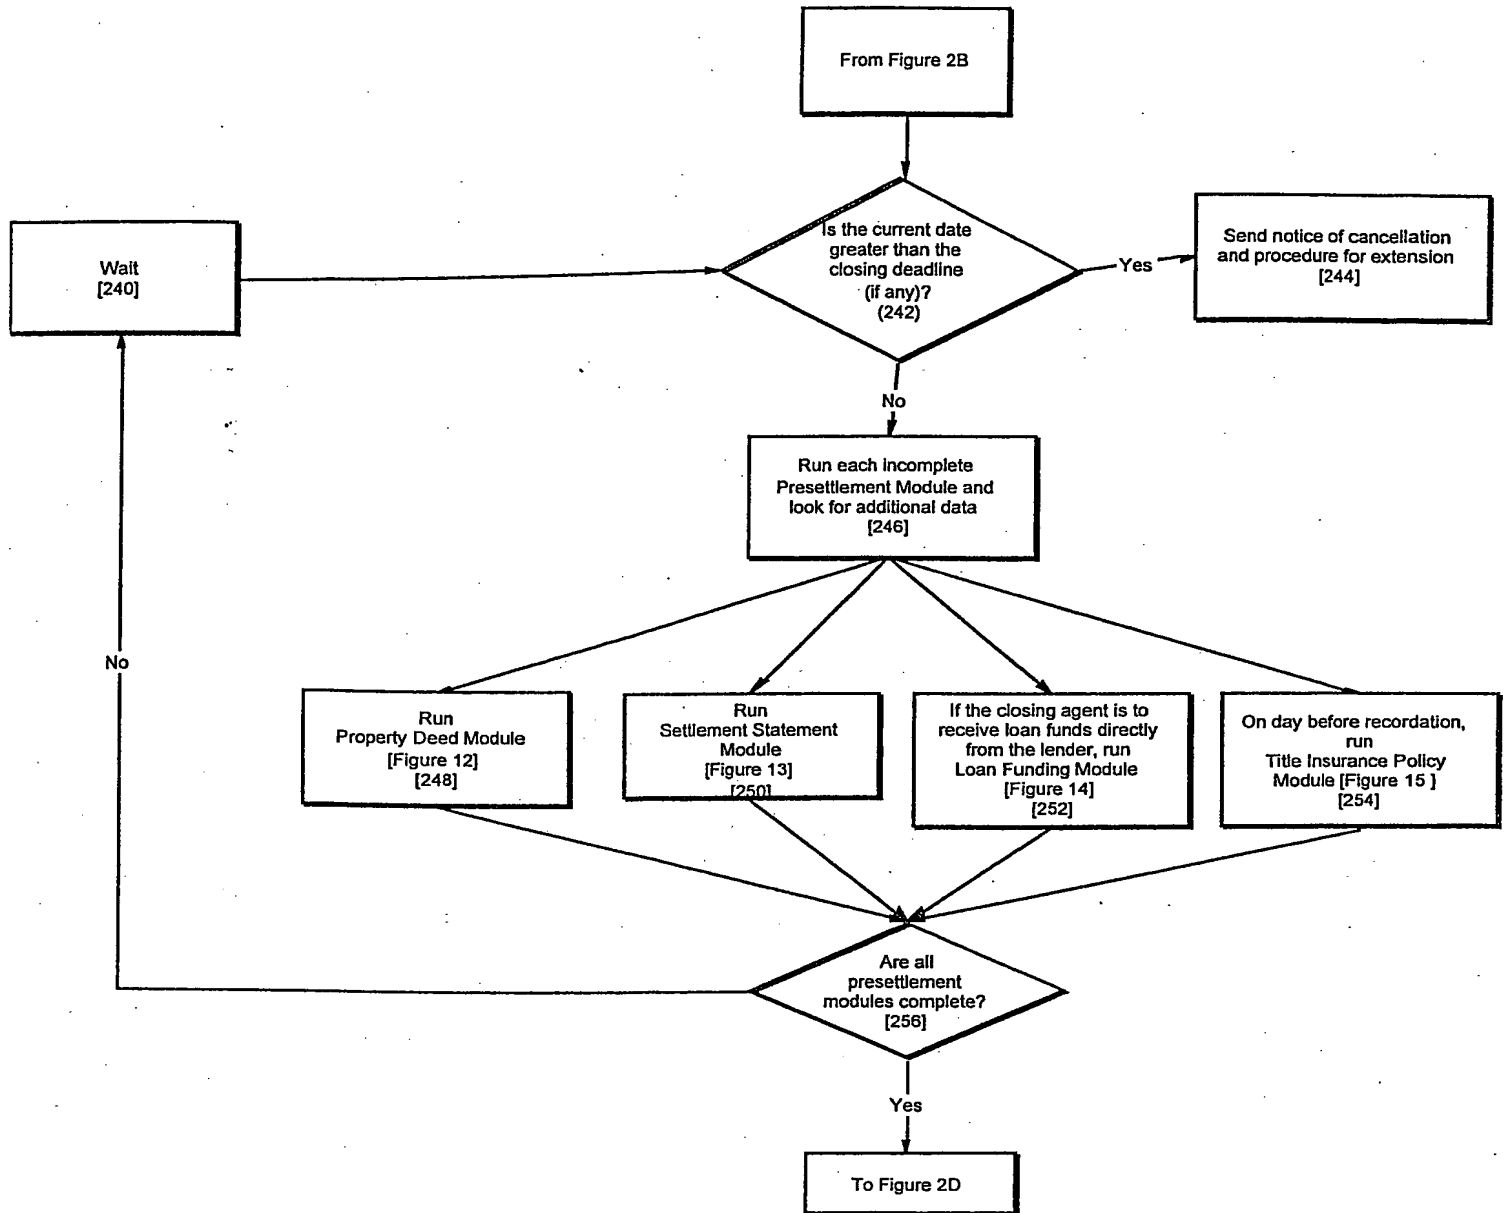 From Figure 2B
Is the current date
greater than the
closing deadline
(if any)?
(242)
Yes
Send notice of cancellation
and procedure for extension
[244]
Wait
[240]
No
Run each Incomplete
Presettlement Module and
look for additional data
[246]
No
Run
Property Deed Module
[Figure 12]
[248]
Run
Settlement Statement
Module
[Figure 13]
[250]
If the closing agent is to
receive loan funds directly
from the lender, run
Loan Funding Module
[Figure 14]
[252]
On day before recordation,
run
Title Insurance Policy
Module [Figure 15 ]
[254]
Are all
presettlement
modules complete?
[256]
Yes
To Figure 2D